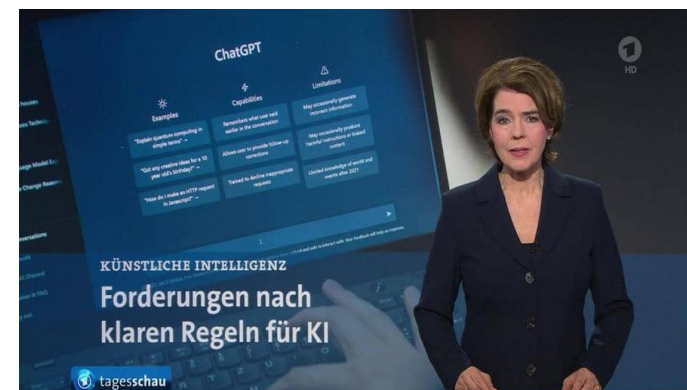 ChatGPT
Examples
Capabilities
Limitations
"Explain quantum computing in
simple terms" →
Remembers what user said
earlier in the conversation
May occasionally generate
incorrect information
"Got any creative ideas for a 10
year old's birthday?" →
Allows user to provide follow-up
corrections
May occasionally produce
harmful instructions or biased
content
"How do I make an HTTP request
in Javascript?" →
Trained to decline inappropriate
requests
Limited knowledge of world and
events after 2021
KÜNSTLICHE INTELLIGENZ
Forderungen nach
klaren Regeln für KI
tagesschau
1
HD